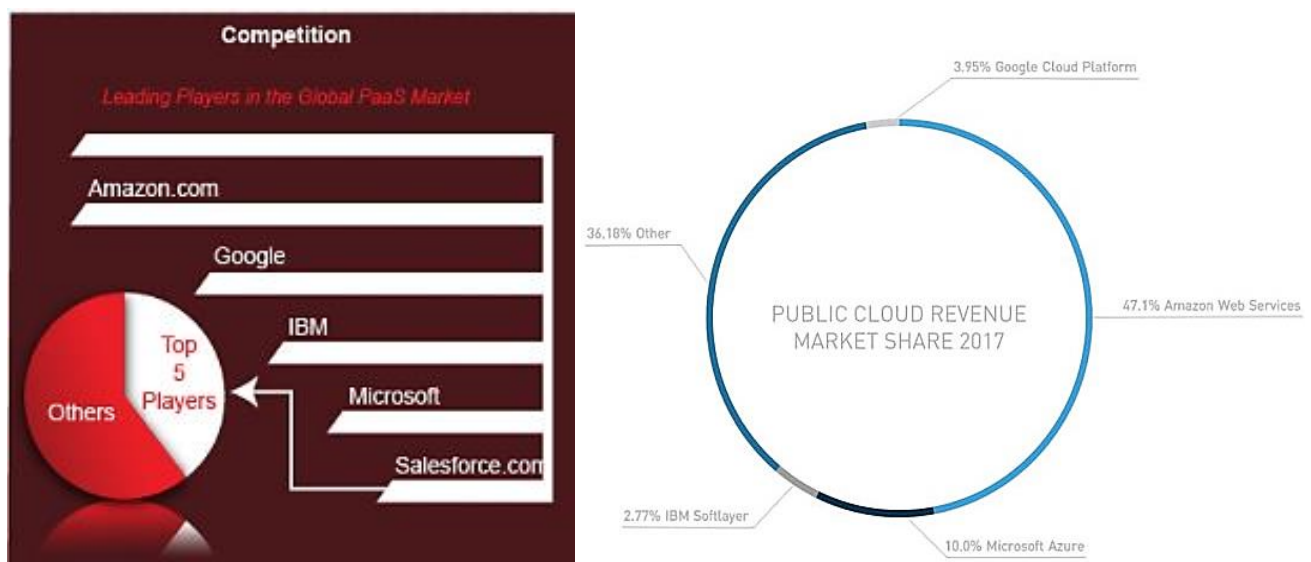 Competition
Leading Players in the Global PaaS Market
Amazon.com
Google
IBM
Microsoft
Salesforce.com
Top
5
Players
Others
3.95% Google Cloud Platform
36.18% Other
47.1% Amazon Web Services
PUBLIC CLOUD REVENUE
MARKET SHARE 2017
2.77% IBM Softlayer
10.0% Microsoft Azure